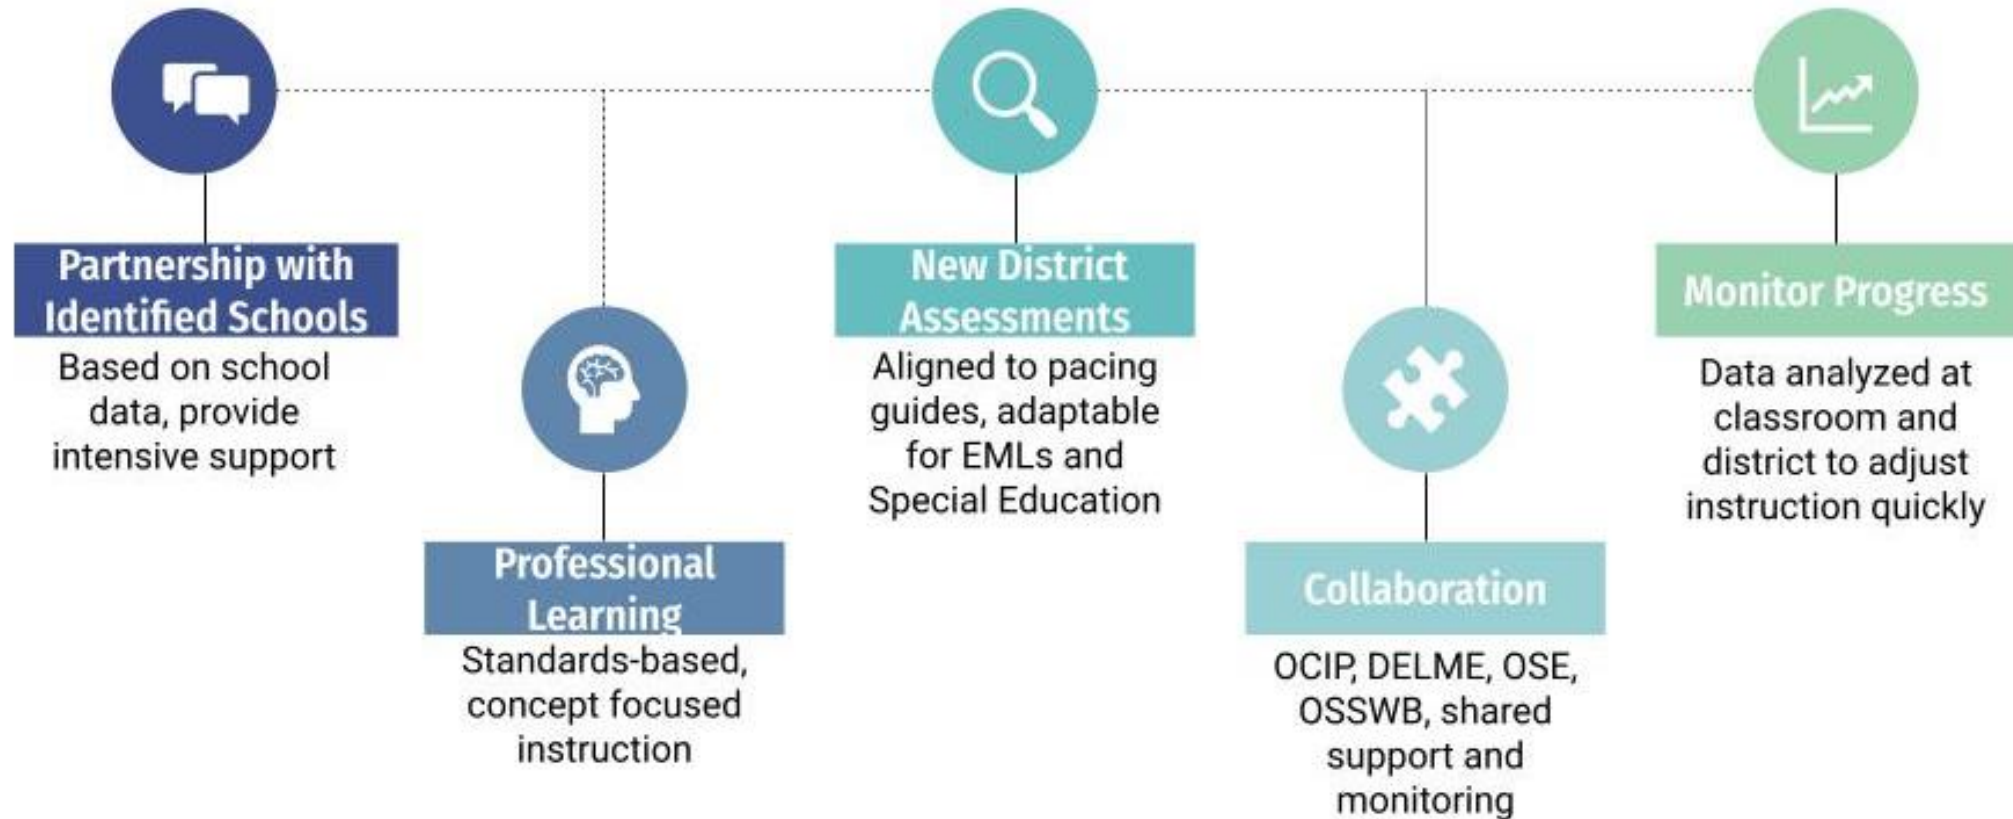 Partnership with
Identified Schools
Based on school
data, provide
intensive support
Professional
Learning
Standards-based,
concept focused
instruction
New District
Assessments
Aligned to pacing
guides, adaptable
for EMLs and
Special Education
Collaboration
OCIP, DELME, OSE,
OSSWB, shared
support and
monitoring
Monitor Progress
Data analyzed at
classroom and
district to adjust
instruction quickly